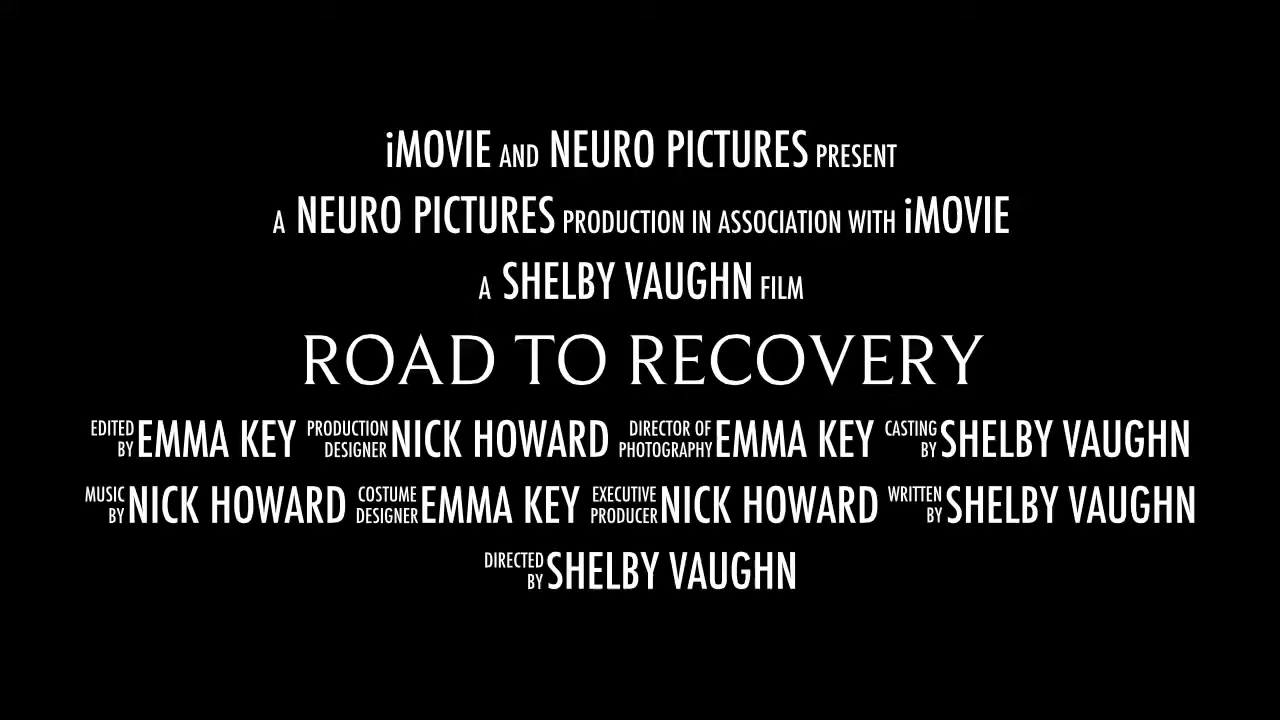 iMOVIE AND NEURO PICTURES PRESENT
A NEURO PICTURES PRODUCTION IN ASSOCIATION WITH iMOVIE
A SHELBY VAUGHN FILM
ROAD TO RECOVERY
EDITED BY EMMA KEY PRODUCTION DESIGNER NICK HOWARD DIRECTOR OF PHOTOGRAPHY EMMA KEY CASTING BY SHELBY VAUGHN
MUSIC BY NICK HOWARD COSTUME DESIGNER EMMA KEY EXECUTIVE PRODUCER NICK HOWARD WRITTEN BY SHELBY VAUGHN
DIRECTED BY SHELBY VAUGHN